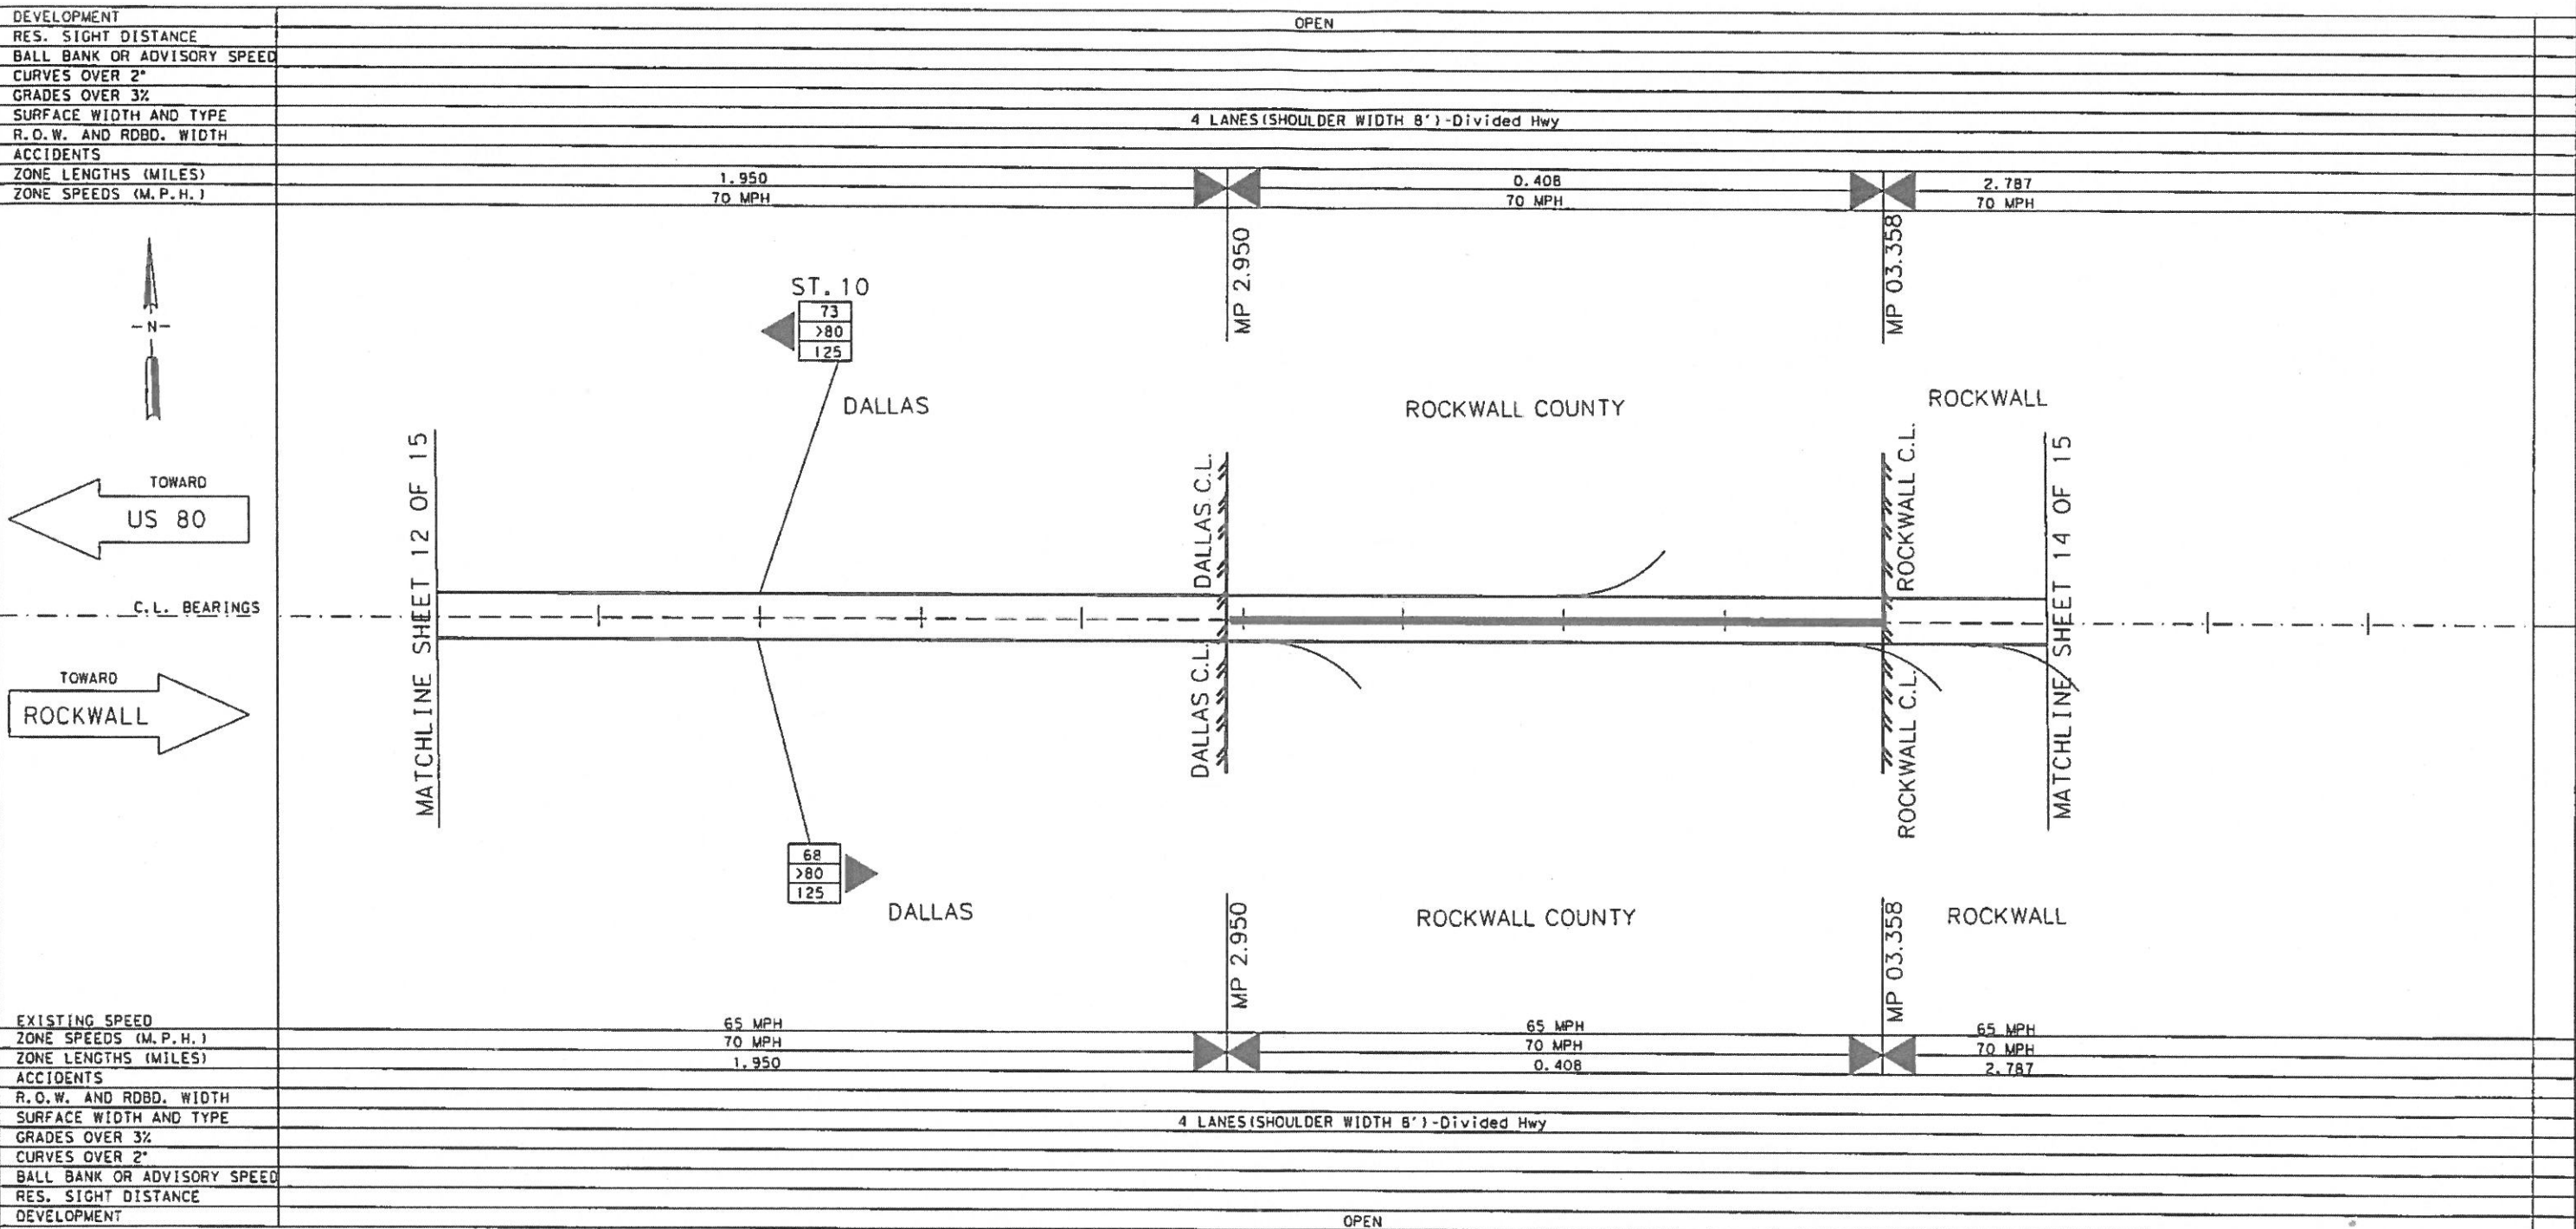 DEVELOPMENT OPEN
RES. SIGHT DISTANCE
BALL BANK OR ADVISORY SPEED
CURVES OVER 2°
GRADES OVER 3%
SURFACE WIDTH AND TYPE 4 LANES(SHOULDER WIDTH 8')-Divided Hwy
R.O.W. AND RDBD. WIDTH
ACCIDENTS
ZONE LENGTHS (MILES) 1.950 0.408 2.787
ZONE SPEEDS (M.P.H.) 70 MPH 70 MPH 70 MPH
MP 2.950
MP 03.358
-N-
ST. 10
73
>80
125
DALLAS
ROCKWALL COUNTY
ROCKWALL
TOWARD
US 80
MATCHLINE SHEET 12 OF 15
DALLAS C.L.
ROCKWALL C.L.
MATCHLINE SHEET 14 OF 15
C.L. BEARINGS
TOWARD
ROCKWALL
DALLAS C.L.
ROCKWALL C.L.
68
>80
125
DALLAS
ROCKWALL COUNTY
ROCKWALL
MP 2.950
MP 03.358
EXISTING SPEED 65 MPH 65 MPH 65 MPH
ZONE SPEEDS (M.P.H.) 70 MPH 70 MPH 70 MPH
ZONE LENGTHS (MILES) 1.950 0.408 2.787
ACCIDENTS
R.O.W. AND RDBD. WIDTH
SURFACE WIDTH AND TYPE 4 LANES(SHOULDER WIDTH 8')-Divided Hwy
GRADES OVER 3%
CURVES OVER 2°
BALL BANK OR ADVISORY SPEED
RES. SIGHT DISTANCE
DEVELOPMENT OPEN